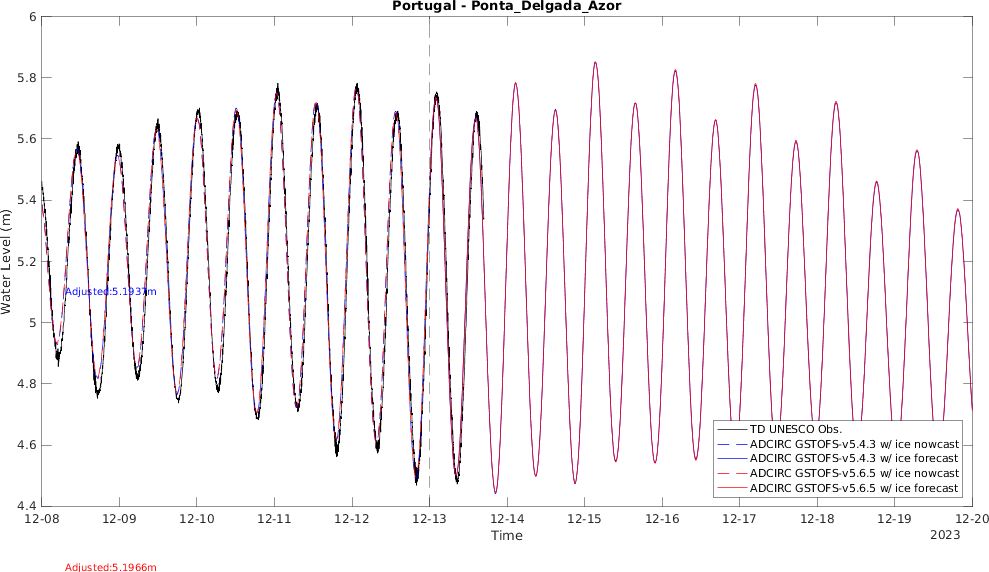 Portugal - Ponta_Delgada_Azor
6
5.8
5.6
5.4
5.2
5
4.8
4.6
4.4
Water Level (m)
Adjusted:5.1937m
TD UNESCO Obs.
ADCIRC GSTOFS-v5.4.3 w/ ice nowcast
ADCIRC GSTOFS-v5.4.3 w/ ice forecast
ADCIRC GSTOFS-v5.6.5 w/ ice nowcast
ADCIRC GSTOFS-v5.6.5 w/ ice forecast
12-08 12-09 12-10 12-11 12-12 12-13 12-14 12-15 12-16 12-17 12-18 12-19 12-20
Time
2023
Adjusted:5.1966m